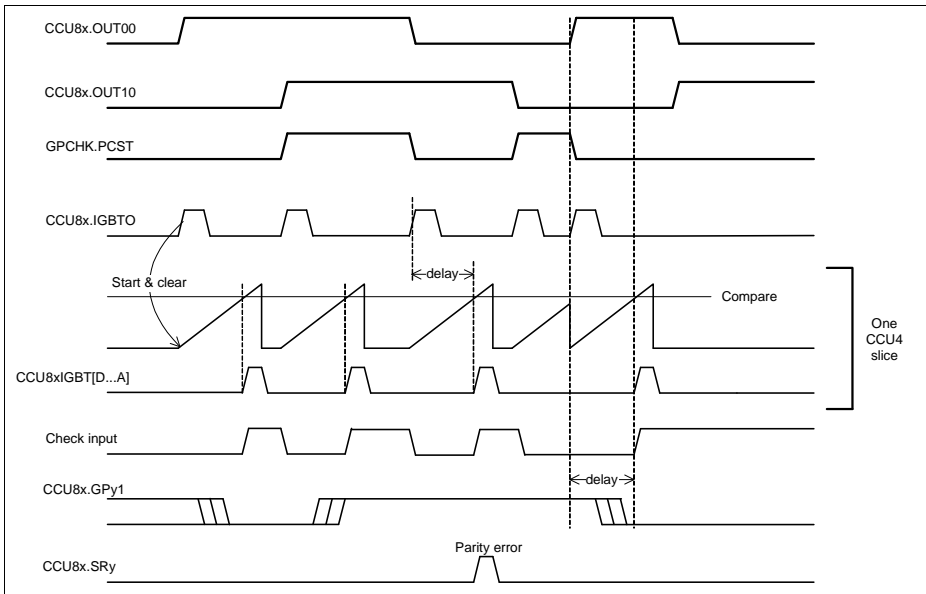 CCU8x.OUT00
CCU8x.OUT10
GPCHK.PCST
CCU8x.IGBTO
delay
Start & clear
Compare
One
CCU4
slice
CCU8xIGBT[D...A]
Check input
delay
CCU8x.GPy1
Parity error
CCU8x.SRy